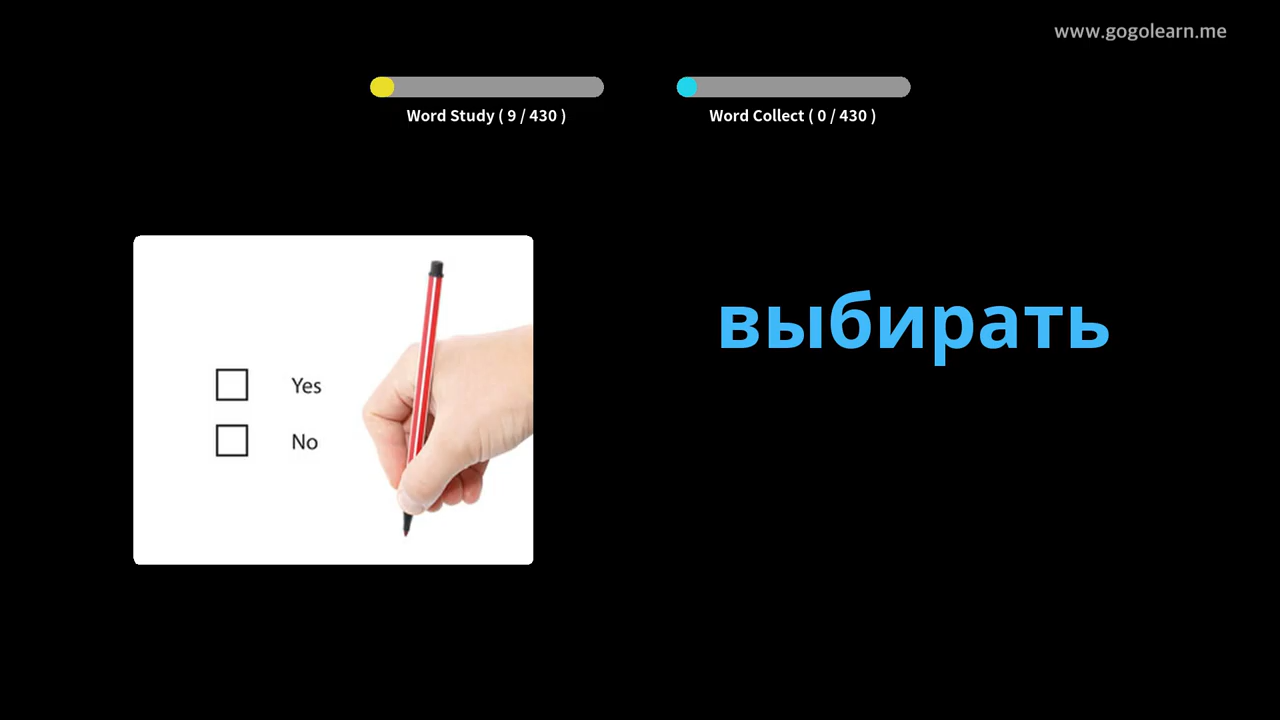 www.gogolearn.me
Word Study ( 9 / 430 )
Word Collect ( 0 / 430 )
выбирать
Yes
No